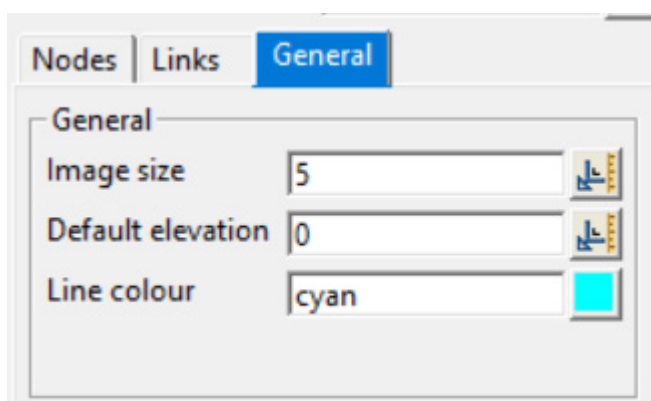 Nodes Links General
General
Image size 5
Default elevation 0
Line colour cyan